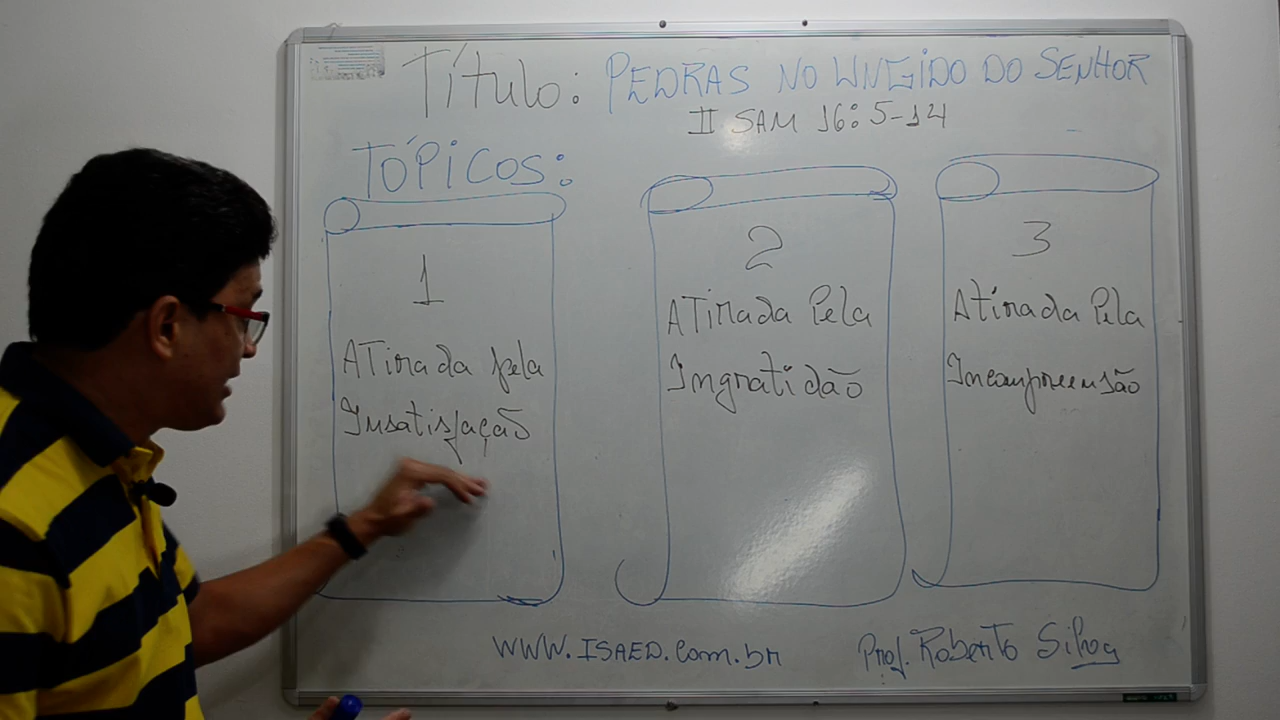 Título: PEDRAS NO UNGIDO DO SENHOR
II SAM 16:5-14
TÓPICOS:
1
ATirada pela
Insatisfação
2
ATirada Pela
Ingratidão
3
Atirada Pela
Incompreensão
WWW.ISAED.com.br
Prof. Roberto Silva